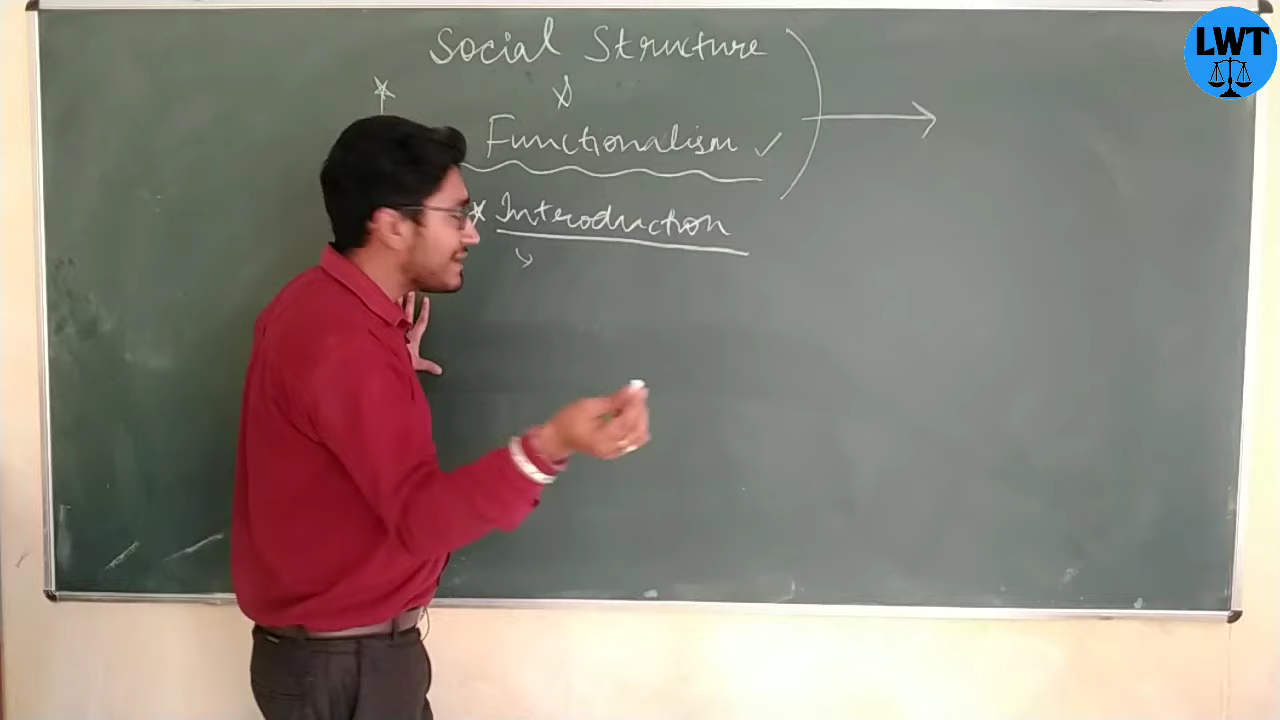 Social Structure
&
Functionalism
Introduction
LWT